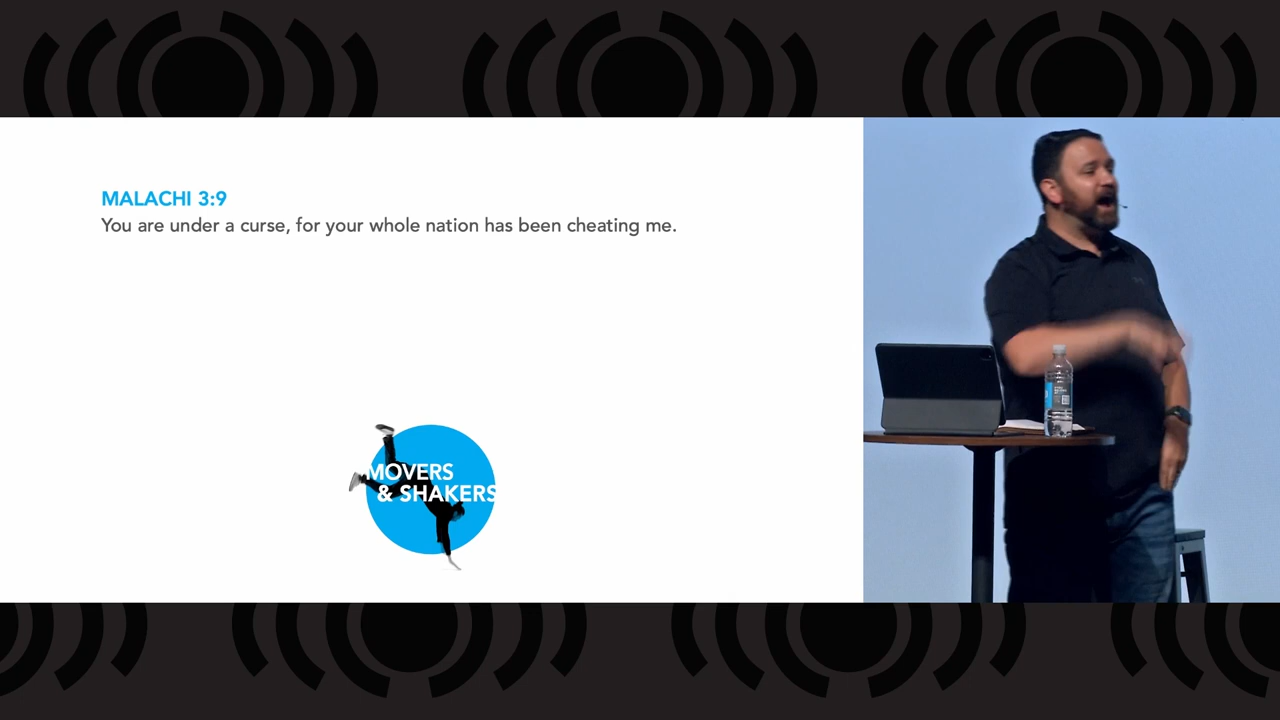 MALACHI 3:9
You are under a curse, for your whole nation has been cheating me.
MOVERS
& SHAKERS